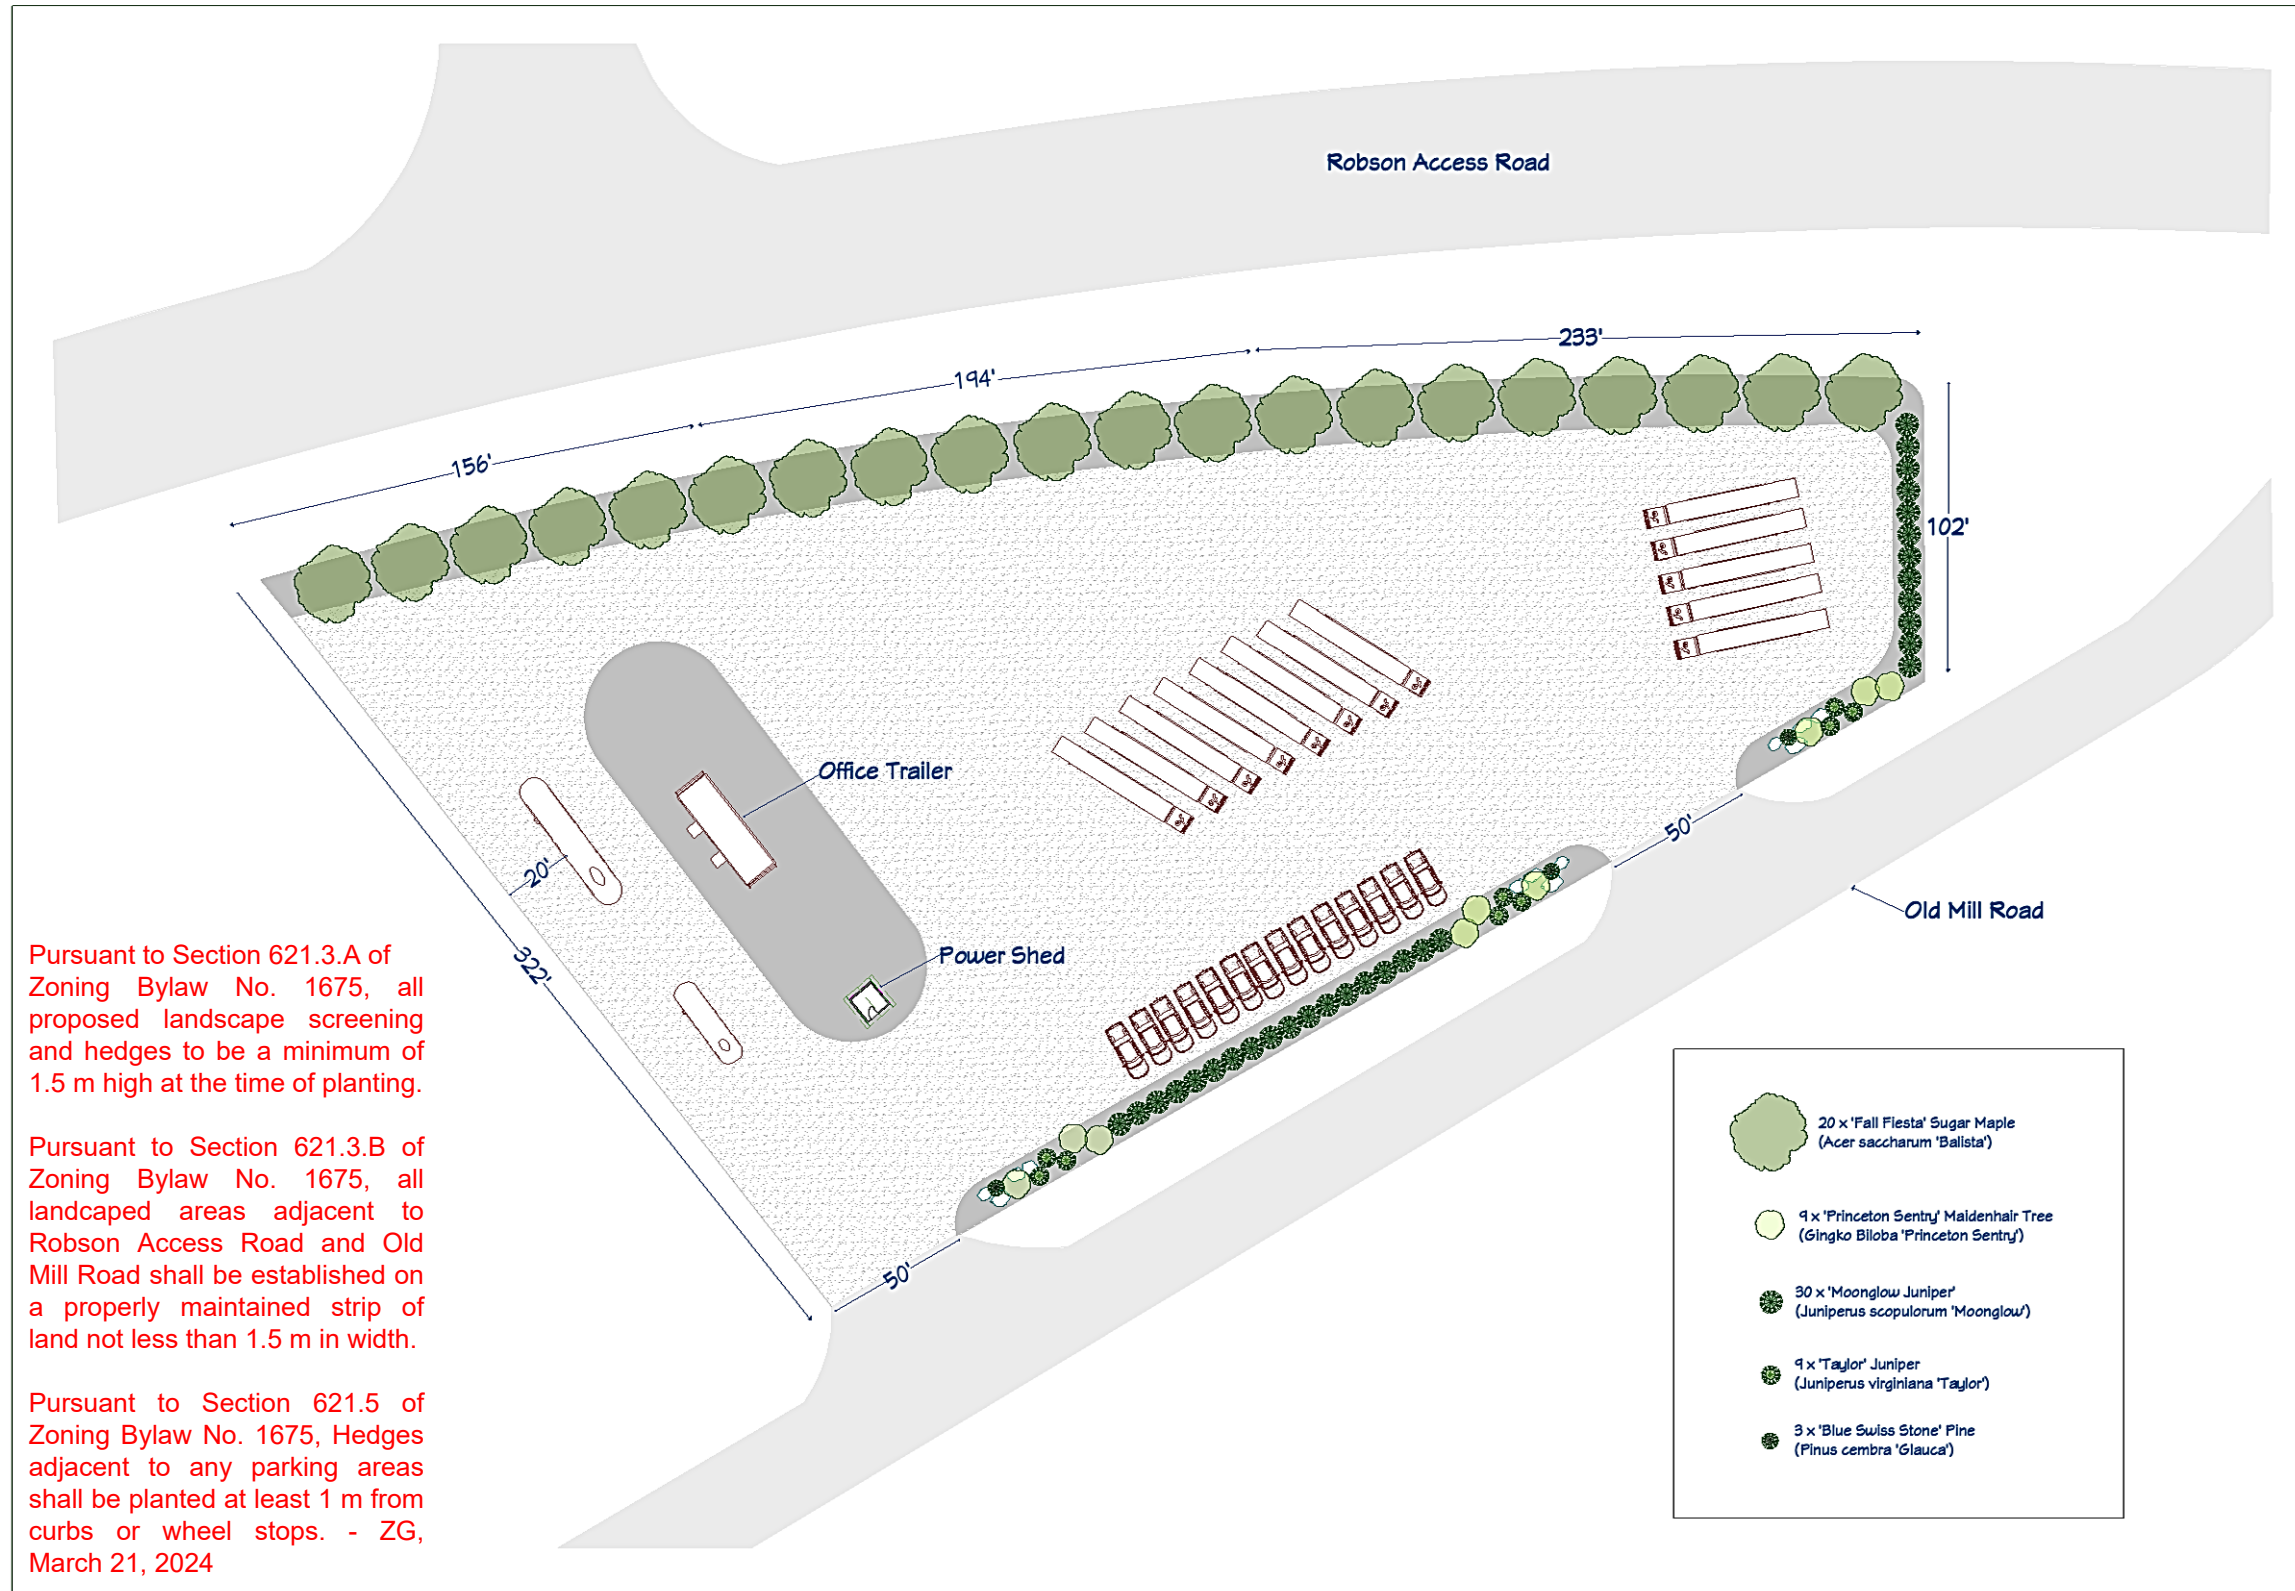 Robson Access Road
233'
194'
156'
102'
Office Trailer
50'
20'
Old Mill Road
Power Shed
322'
50'
Pursuant to Section 621.3.A of
Zoning Bylaw No. 1675, all
proposed landscape screening
and hedges to be a minimum of
1.5 m high at the time of planting.
Pursuant to Section 621.3.B of
Zoning Bylaw No. 1675, all
landcaped areas adjacent to
Robson Access Road and Old
Mill Road shall be established on
a properly maintained strip of
land not less than 1.5 m in width.
Pursuant to Section 621.5 of
Zoning Bylaw No. 1675, Hedges
adjacent to any parking areas
shall be planted at least 1 m from
curbs or wheel stops. - ZG,
March 21, 2024
20 x 'Fall Fiesta' Sugar Maple
(Acer saccharum 'Balista')
9 x 'Princeton Sentry' Maidenhair Tree
(Gingko Biloba 'Princeton Sentry')
30 x 'Moonglow Juniper'
(Juniperus scopulorum 'Moonglow')
9 x 'Taylor' Juniper
(Juniperus virginiana 'Taylor')
3 x 'Blue Swiss Stone' Pine
(Pinus cembra 'Glauca')